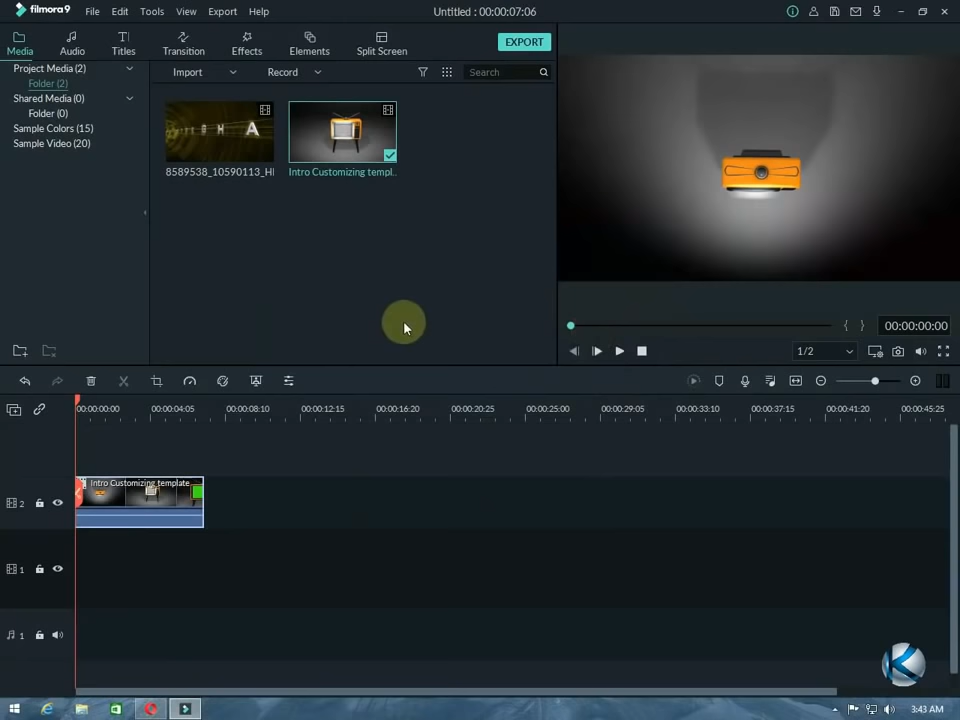 filmora9 File Edit Tools View Export Help Untitled : 00:00:07:06
Media Audio Titles Transition Effects Elements Split Screen EXPORT
Project Media (2)
Folder (2)
Shared Media (0)
Folder (0)
Sample Colors (15)
Sample Video (20)
Import Record Search
8589538_10590113_HI Intro Customizing templ..
1/2 00:00:00:00
00:00:00:00 00:00:04:05 00:00:08:10 00:00:12:15 00:00:16:20 00:00:20:25 00:00:25:00 00:00:29:05 00:00:33:10 00:00:37:15 00:00:41:20 00:00:45:25
Intro Customizing template
2
1
1
3:43 AM